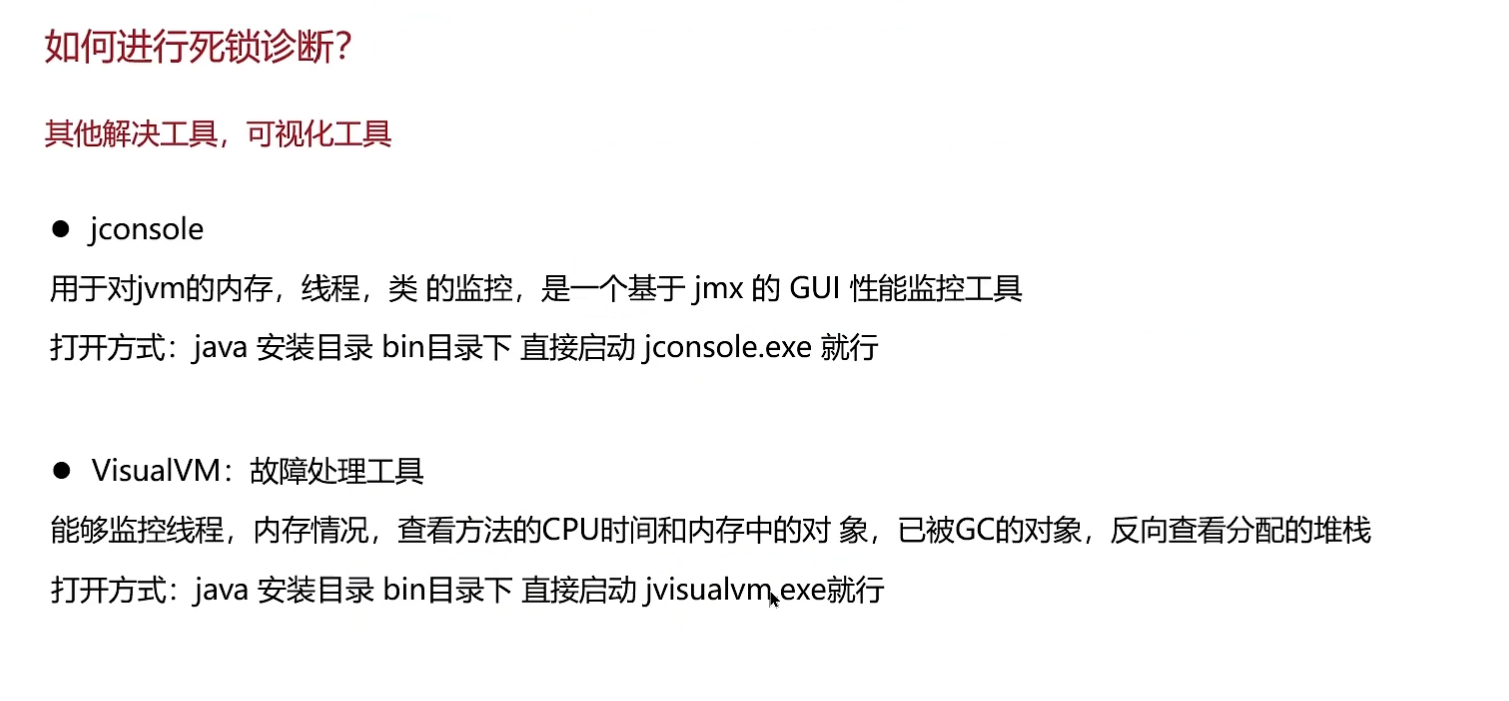 如何进行死锁诊断？
其他解决工具，可视化工具
● jconsole
用于对jvm的内存，线程，类 的监控，是一个基于 jmx 的 GUI 性能监控工具
打开方式：java 安装目录 bin目录下 直接启动 jconsole.exe 就行
● VisualVM：故障处理工具
能够监控线程，内存情况，查看方法的CPU时间和内存中的对 象，已被GC的对象，反向查看分配的堆栈
打开方式：java 安装目录 bin目录下 直接启动 jvisualvm.exe就行